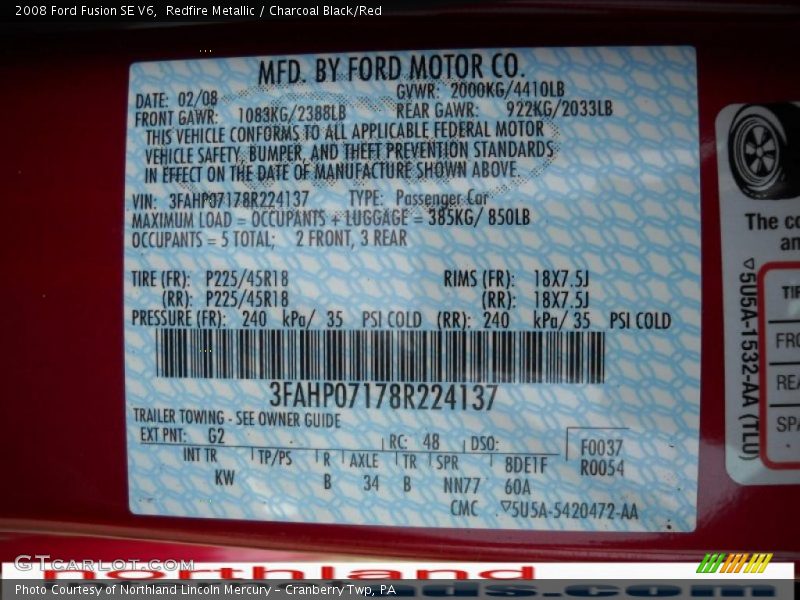 2008 Ford Fusion SE V6,  Redfire Metallic / Charcoal Black/Red
MFD. BY FORD MOTOR CO.
DATE: 02/08 GVWR: 2000KG/4410LB
FRONT GAWR: 1083KG/2388LB REAR GAWR: 922KG/2033LB
THIS VEHICLE CONFORMS TO ALL APPLICABLE FEDERAL MOTOR
VEHICLE SAFETY, BUMPER, AND THEFT PREVENTION STANDARDS
IN EFFECT ON THE DATE OF MANUFACTURE SHOWN ABOVE.
VIN: 3FAHP07178R224137 TYPE: Passenger Car
MAXIMUM LOAD = OCCUPANTS + LUGGAGE = 385KG/ 850LB
OCCUPANTS = 5 TOTAL; 2 FRONT, 3 REAR
TIRE (FR): P225/45R18 RIMS (FR): 18X7.5J
(RR): P225/45R18 (RR): 18X7.5J
PRESSURE (FR): 240 kPa/ 35 PSI COLD (RR): 240 kPa/ 35 PSI COLD
3FAHP07178R224137
TRAILER TOWING - SEE OWNER GUIDE
EXT PNT: G2 RC: 48 DSO: F0037
INT TR TP/PS R AXLE TR SPR 8DE1F R0054
KW B 34 B NN77 60A
CMC ▽5U5A-5420472-AA
The co
an
▽5U5A-1532-AA (TLU)
TI
FRO
REA
SPA
GTCarLot.com
northland
Photo Courtesy of Northland Lincoln Mercury - Cranberry Twp, PA